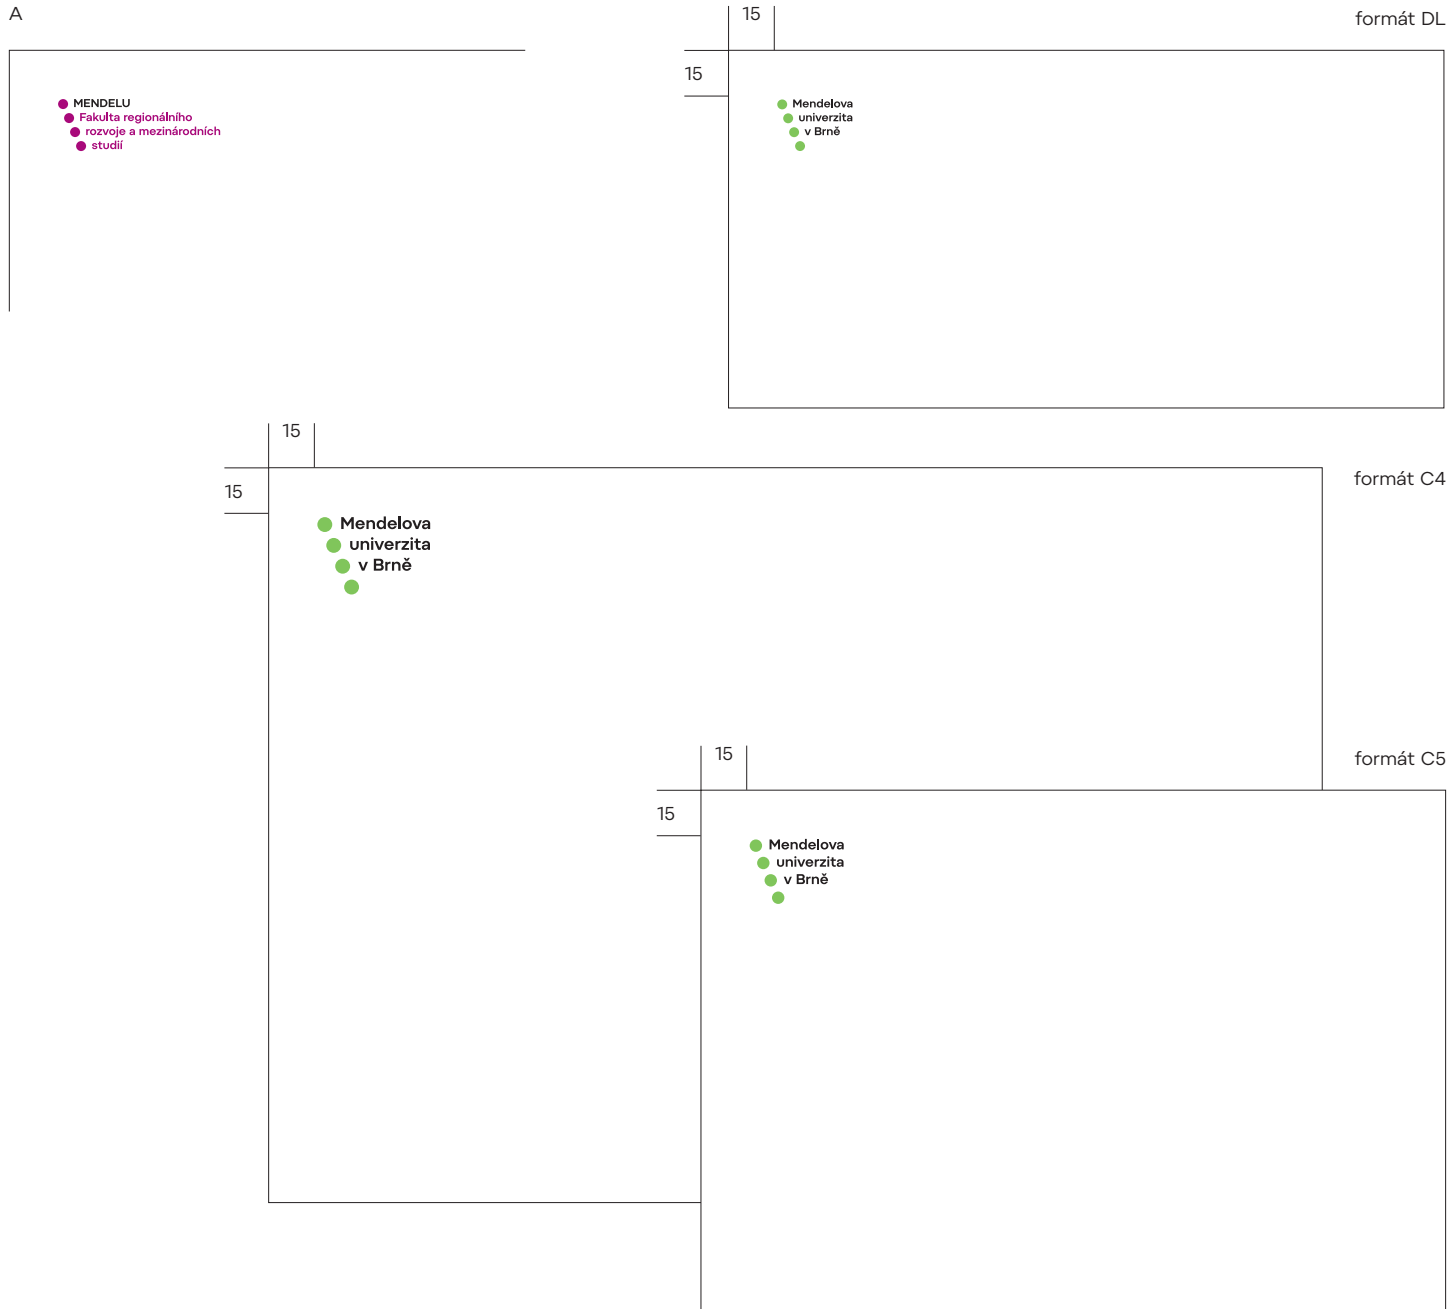 A
15
formát DL
15
MENDELU
Fakulta regionálního
rozvoje a mezinárodních
studií
Mendelova
univerzita
v Brně
15
formát C4
15
Mendelova
univerzita
v Brně
15
formát C5
15
Mendelova
univerzita
v Brně